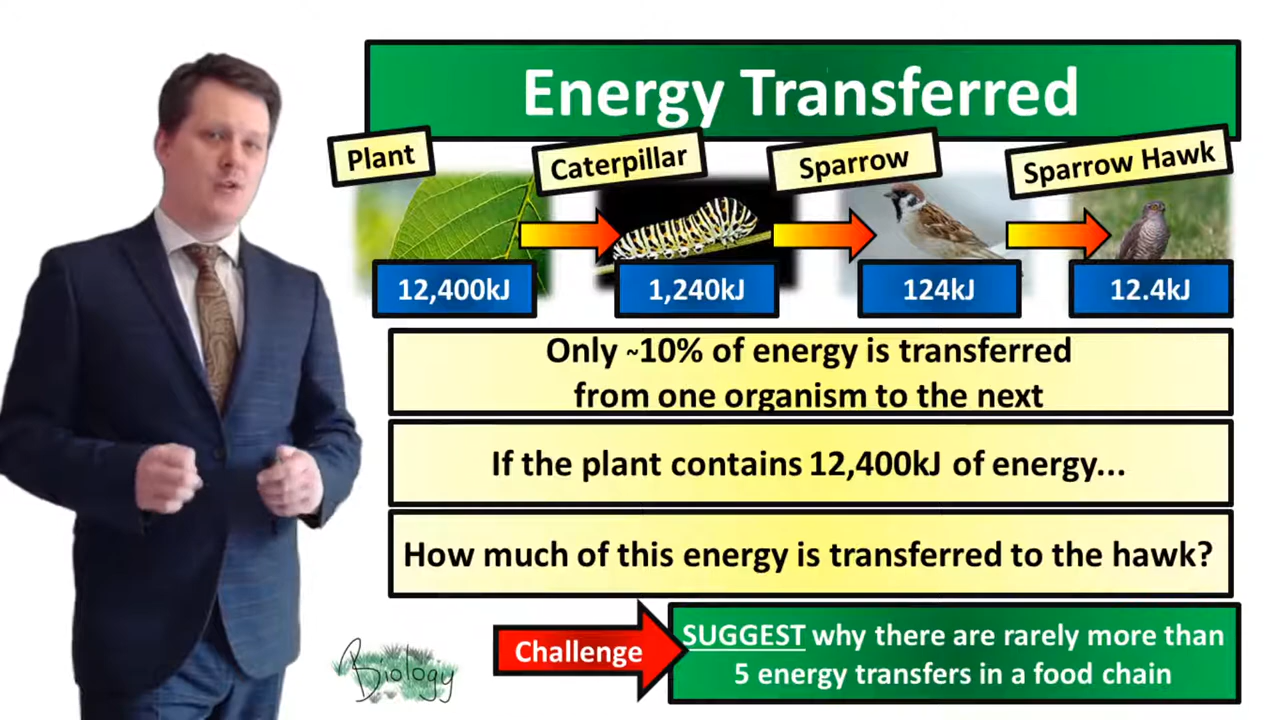 Energy Transferred
Plant
Caterpillar
Sparrow
Sparrow Hawk
12,400kJ
1,240kJ
124kJ
12.4kJ
Only ~10% of energy is transferred
from one organism to the next
If the plant contains 12,400kJ of energy...
How much of this energy is transferred to the hawk?
Challenge
SUGGEST why there are rarely more than
5 energy transfers in a food chain
Biology